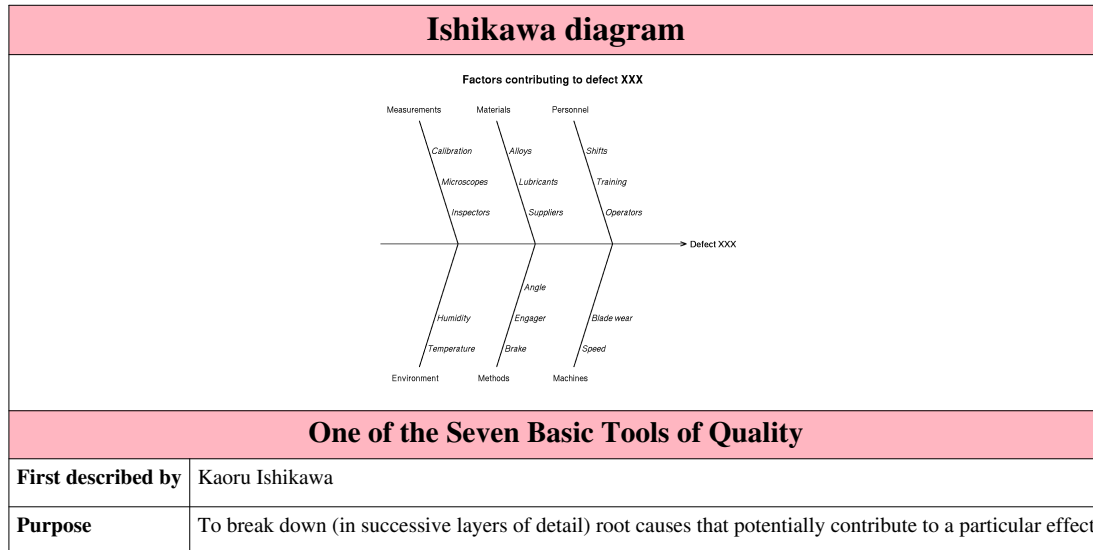 Ishikawa diagram
Factors contributing to defect XXX
Measurements Materials Personnel
Calibration Alloys Shifts
Microscopes Lubricants Training
Inspectors Suppliers Operators
Defect XXX
Angle
Humidity Engager Blade wear
Temperature Brake Speed
Environment Methods Machines
One of the Seven Basic Tools of Quality
First described by Kaoru Ishikawa
Purpose To break down (in successive layers of detail) root causes that potentially contribute to a particular effect